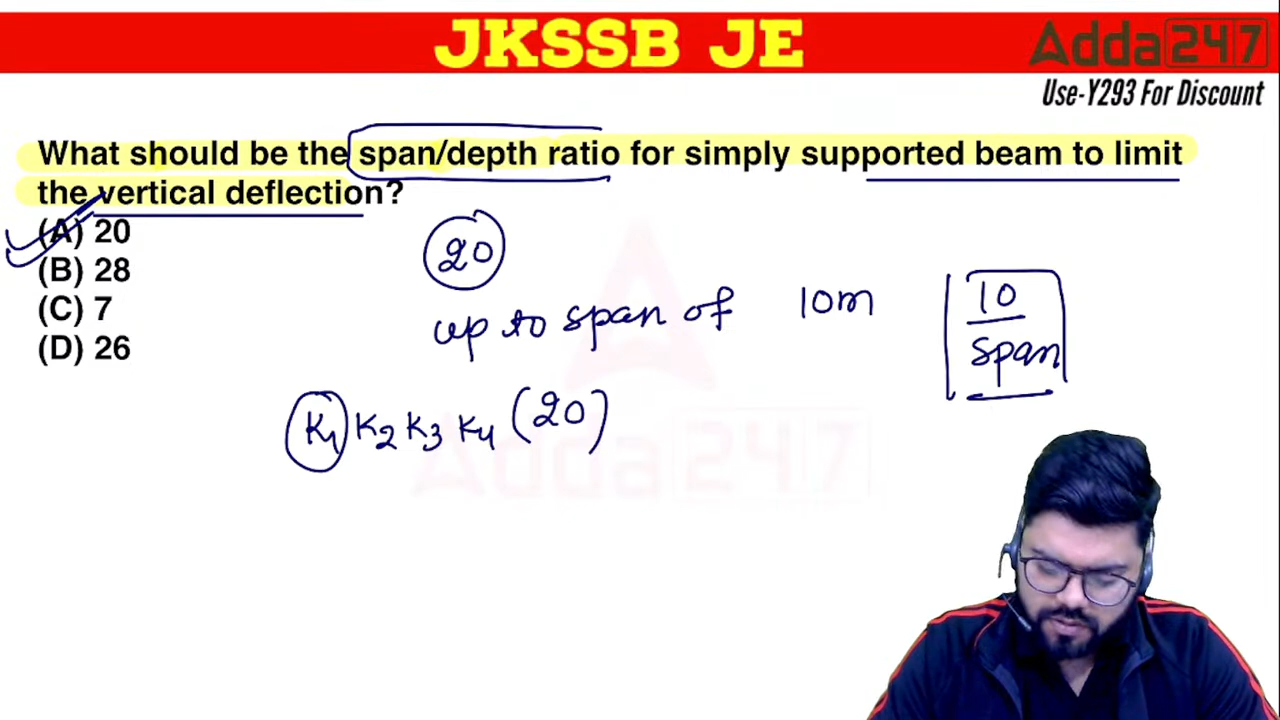 JKSSB JE
Adda247
Use-Y293 For Discount
What should be the span/depth ratio for simply supported beam to limit
the vertical deflection?
(A) 20
(B) 28
(C) 7
(D) 26
20
up to span of 10m
10
span
K1 K2 K3 K4 (20)
Adda247